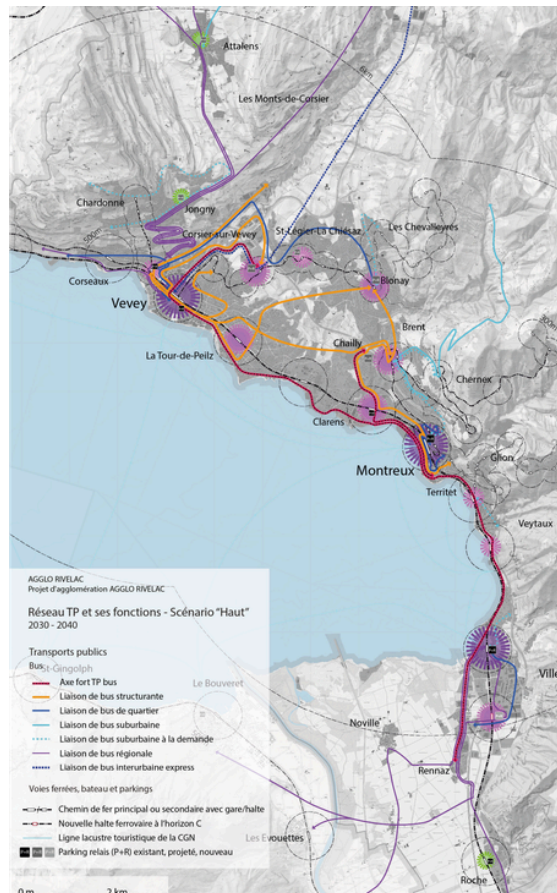 Attalens
6km
Les Monts-de-Corsier
Chardonne
Jongny
500m
Corsier-sur-Vevey
St-Légier-La Chiésaz
Les Chevalleyres
Corseaux
Blonay
Vevey
Brent
Chailly
La Tour-de-Peilz
Chernex
Clarens
Glion
Montreux
Territet
Veytaux
AGGLO RIVELAC
Projet d'agglomération AGGLO RIVELAC
Réseau TP et ses fonctions - Scénario "Haut"
2030 - 2040
Transports publics
Bus
St-Gingolph
Axe fort TP bus
Liaison de bus structurante
Le Bouveret
Ville
Liaison de bus de quartier
Liaison de bus suburbaine
Liaison de bus suburbaine à la demande
Noville
Liaison de bus régionale
Liaison de bus interurbaine express
Rennaz
Voies ferrées, bateau et parkings
Chemin de fer principal ou secondaire avec gare/halte
Nouvelle halte ferroviaire à l'horizon C
Ligne lacustre touristique de la CGN
Les Evouettes
Parking relais (P+R) existant, projeté, nouveau
Roche
0 m 2 km